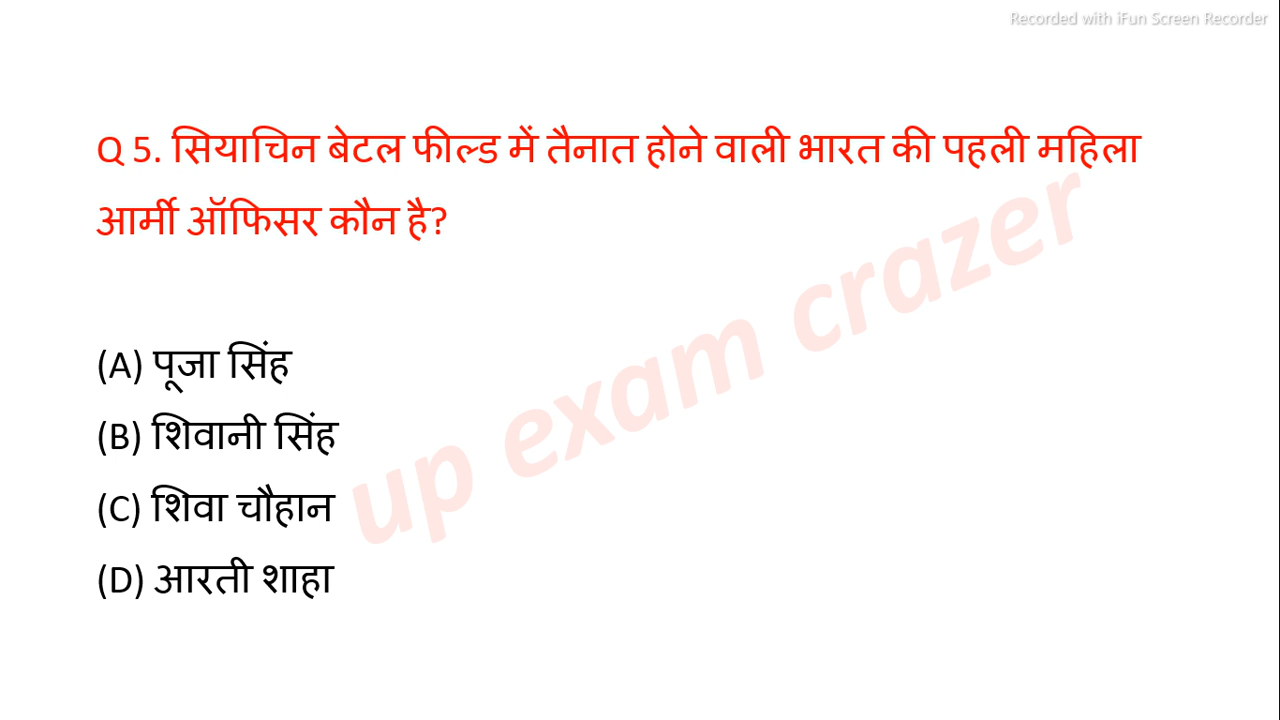 Recorded with iFun Screen Recorder
Q 5. सियाचिन बेटल फील्ड में तैनात होने वाली भारत की पहली महिला
आर्मी ऑफिसर कौन है?
(A) पूजा सिंह
(B) शिवानी सिंह
(C) शिवा चौहान
(D) आरती शाहा
up exam crazer